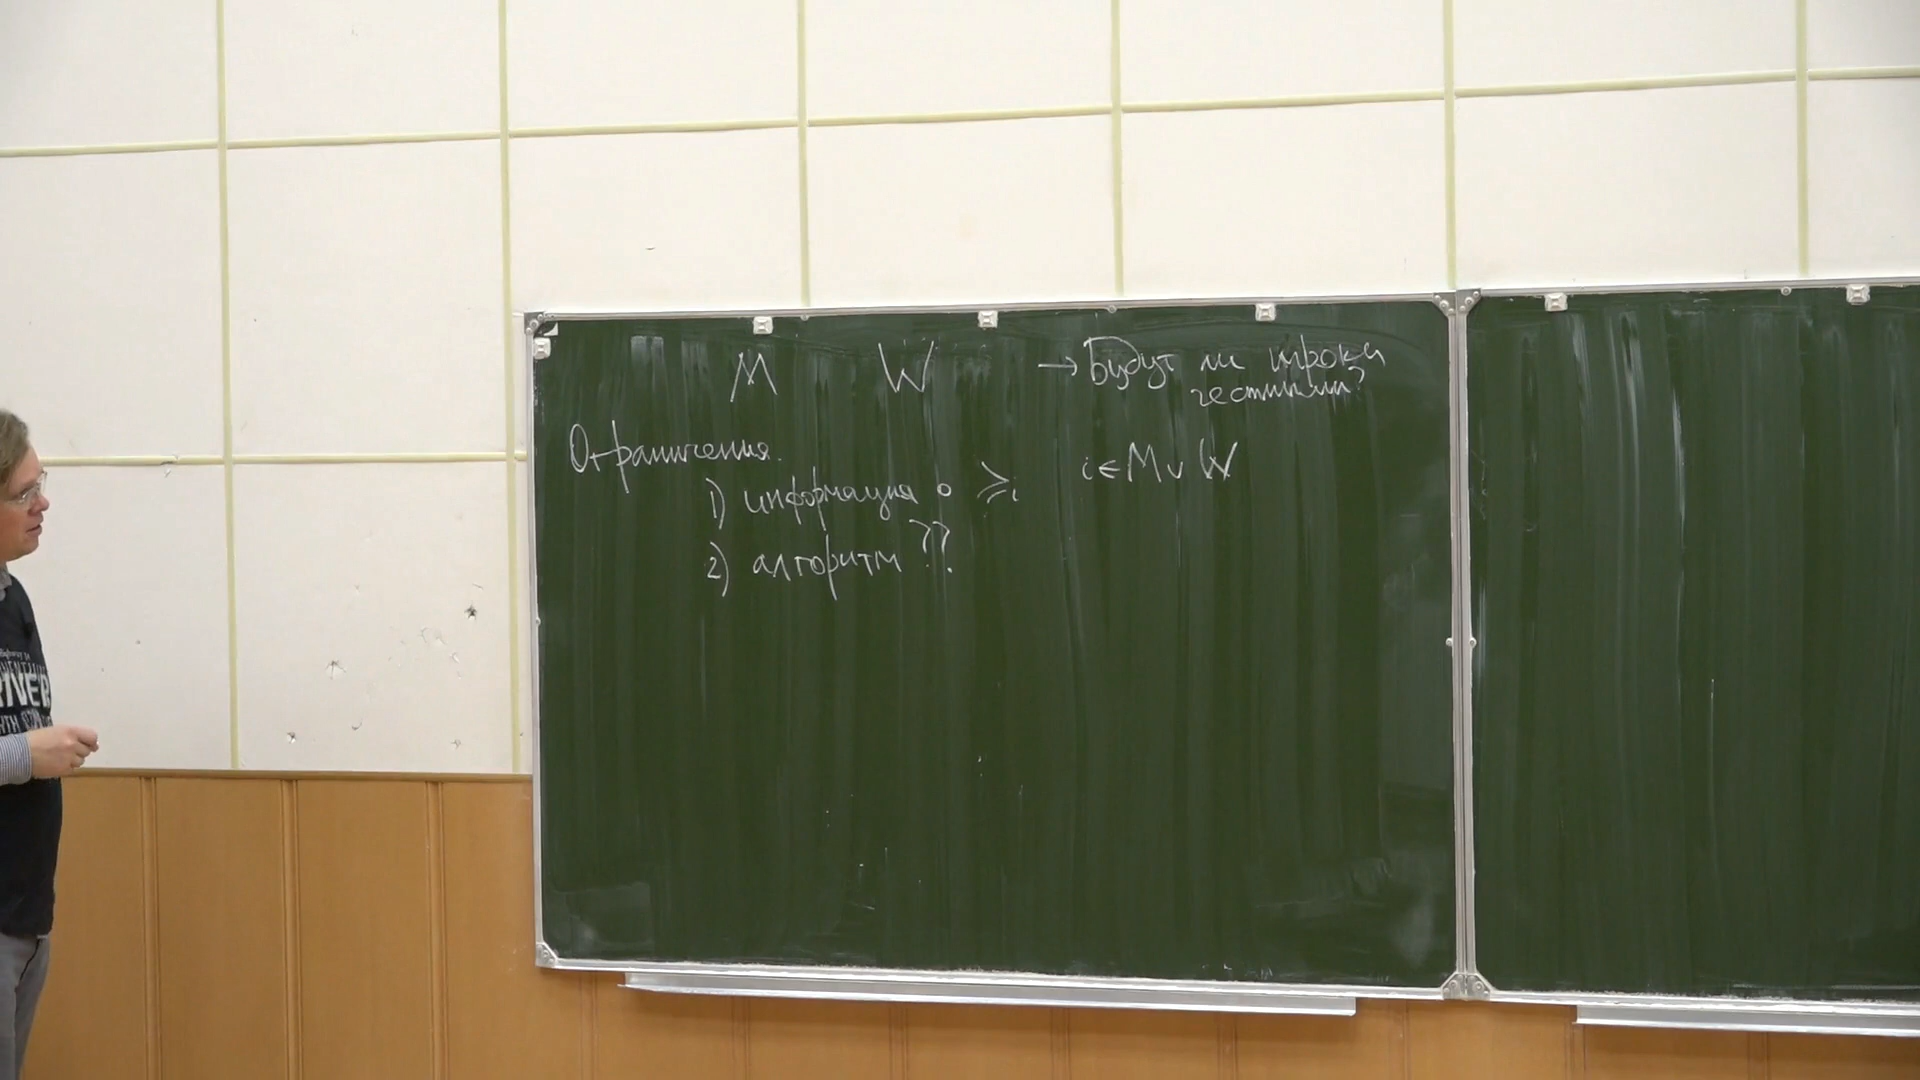 M W → Будут ли игроки
честными?
Ограничения.
1) информация о ≽i i ∈ M ∪ W
2) алгоритм ??